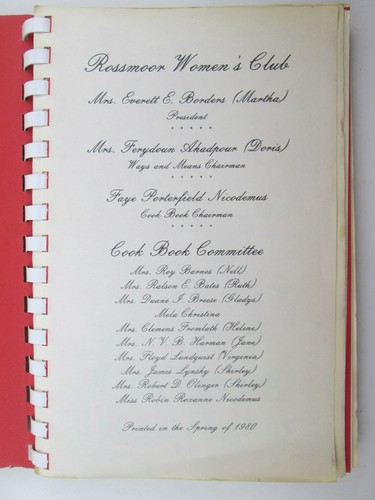 Rossmoor Women's Club
Mrs. Everett E. Borders (Martha)
President
* * * * *
Mrs. Ferydoun Ahadpour (Doris)
Ways and Means Chairman
* * * * *
Faye Porterfield Nicodemus
Cook Book Chairman
* * * * *
Cook Book Committee
Mrs. Roy Barnes (Nell)
Mrs. Ralson E. Bates (Ruth)
Mrs. Duane I. Breese (Gladys)
Mela Christina
Mrs. Clemens Fromlath (Helene)
Mrs. N. V. B. Harman (Jane)
Mrs. Floyd Lundquist (Virginia)
Mrs. James Lynsky (Shirley)
Mrs. Robert D. Olinger (Shirley)
Miss Robin Roxanne Nicodemus
Printed in the Spring of 1980